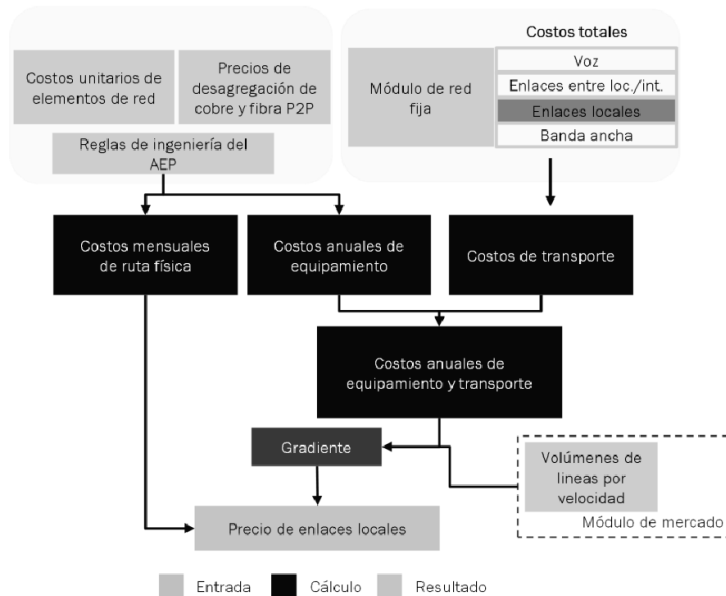 Costos totales
Costos unitarios de
elementos de red
Precios de
desagregación de
cobre y fibra P2P
Reglas de ingeniería del
AEP
Módulo de red
fija
Voz
Enlaces entre loc./int.
Enlaces locales
Banda ancha
Costos mensuales
de ruta física
Costos anuales de
equipamiento
Costos de transporte
Costos anuales de
equipamiento y transporte
Gradiente
Volúmenes de
lineas por
velocidad
Módulo de mercado
Precio de enlaces locales
Entrada
Cálculo
Resultado